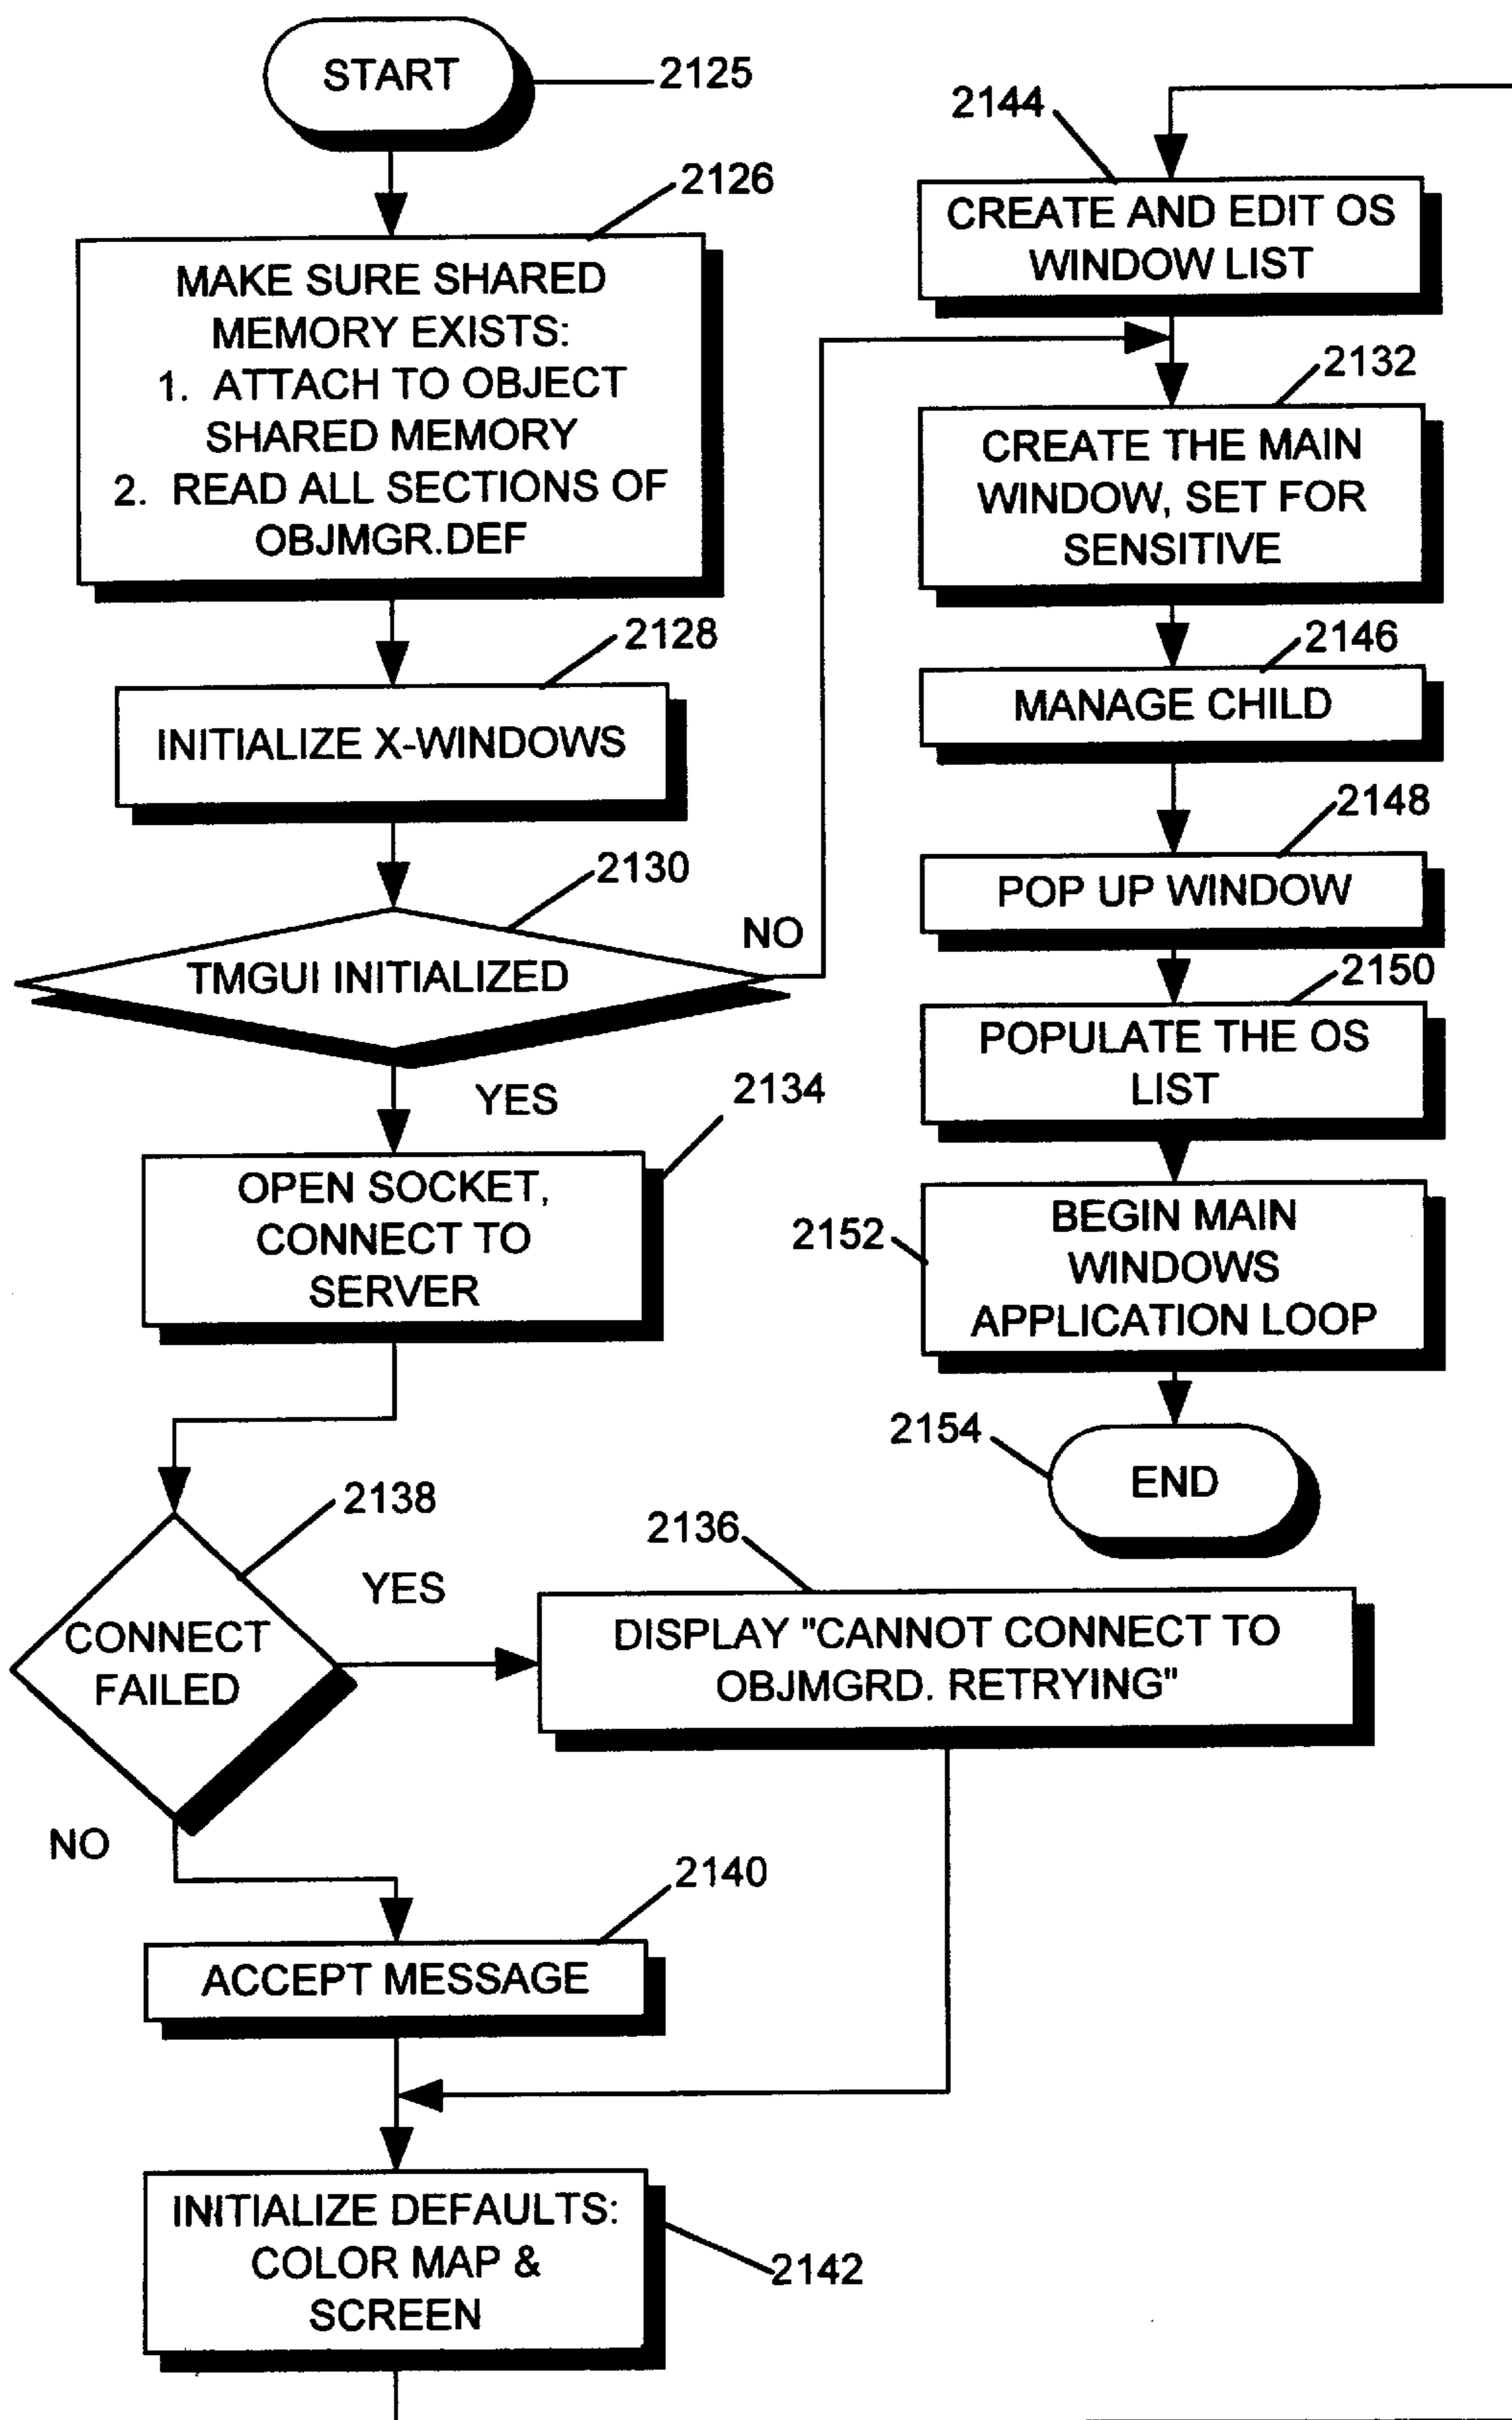 START
2125
2126
MAKE SURE SHARED
MEMORY EXISTS:
1. ATTACH TO OBJECT
SHARED MEMORY
2. READ ALL SECTIONS OF
OBJMGR.DEF
2128
INITIALIZE X-WINDOWS
2130
TMGUI INITIALIZED
NO
YES
2134
OPEN SOCKET,
CONNECT TO
SERVER
2138
CONNECT
FAILED
YES
NO
2136
DISPLAY "CANNOT CONNECT TO
OBJMGRD. RETRYING"
2140
ACCEPT MESSAGE
INITIALIZE DEFAULTS:
COLOR MAP &
SCREEN
2142
2144
CREATE AND EDIT OS
WINDOW LIST
2132
CREATE THE MAIN
WINDOW, SET FOR
SENSITIVE
2146
MANAGE CHILD
2148
POP UP WINDOW
2150
POPULATE THE OS
LIST
2152
BEGIN MAIN
WINDOWS
APPLICATION LOOP
2154
END